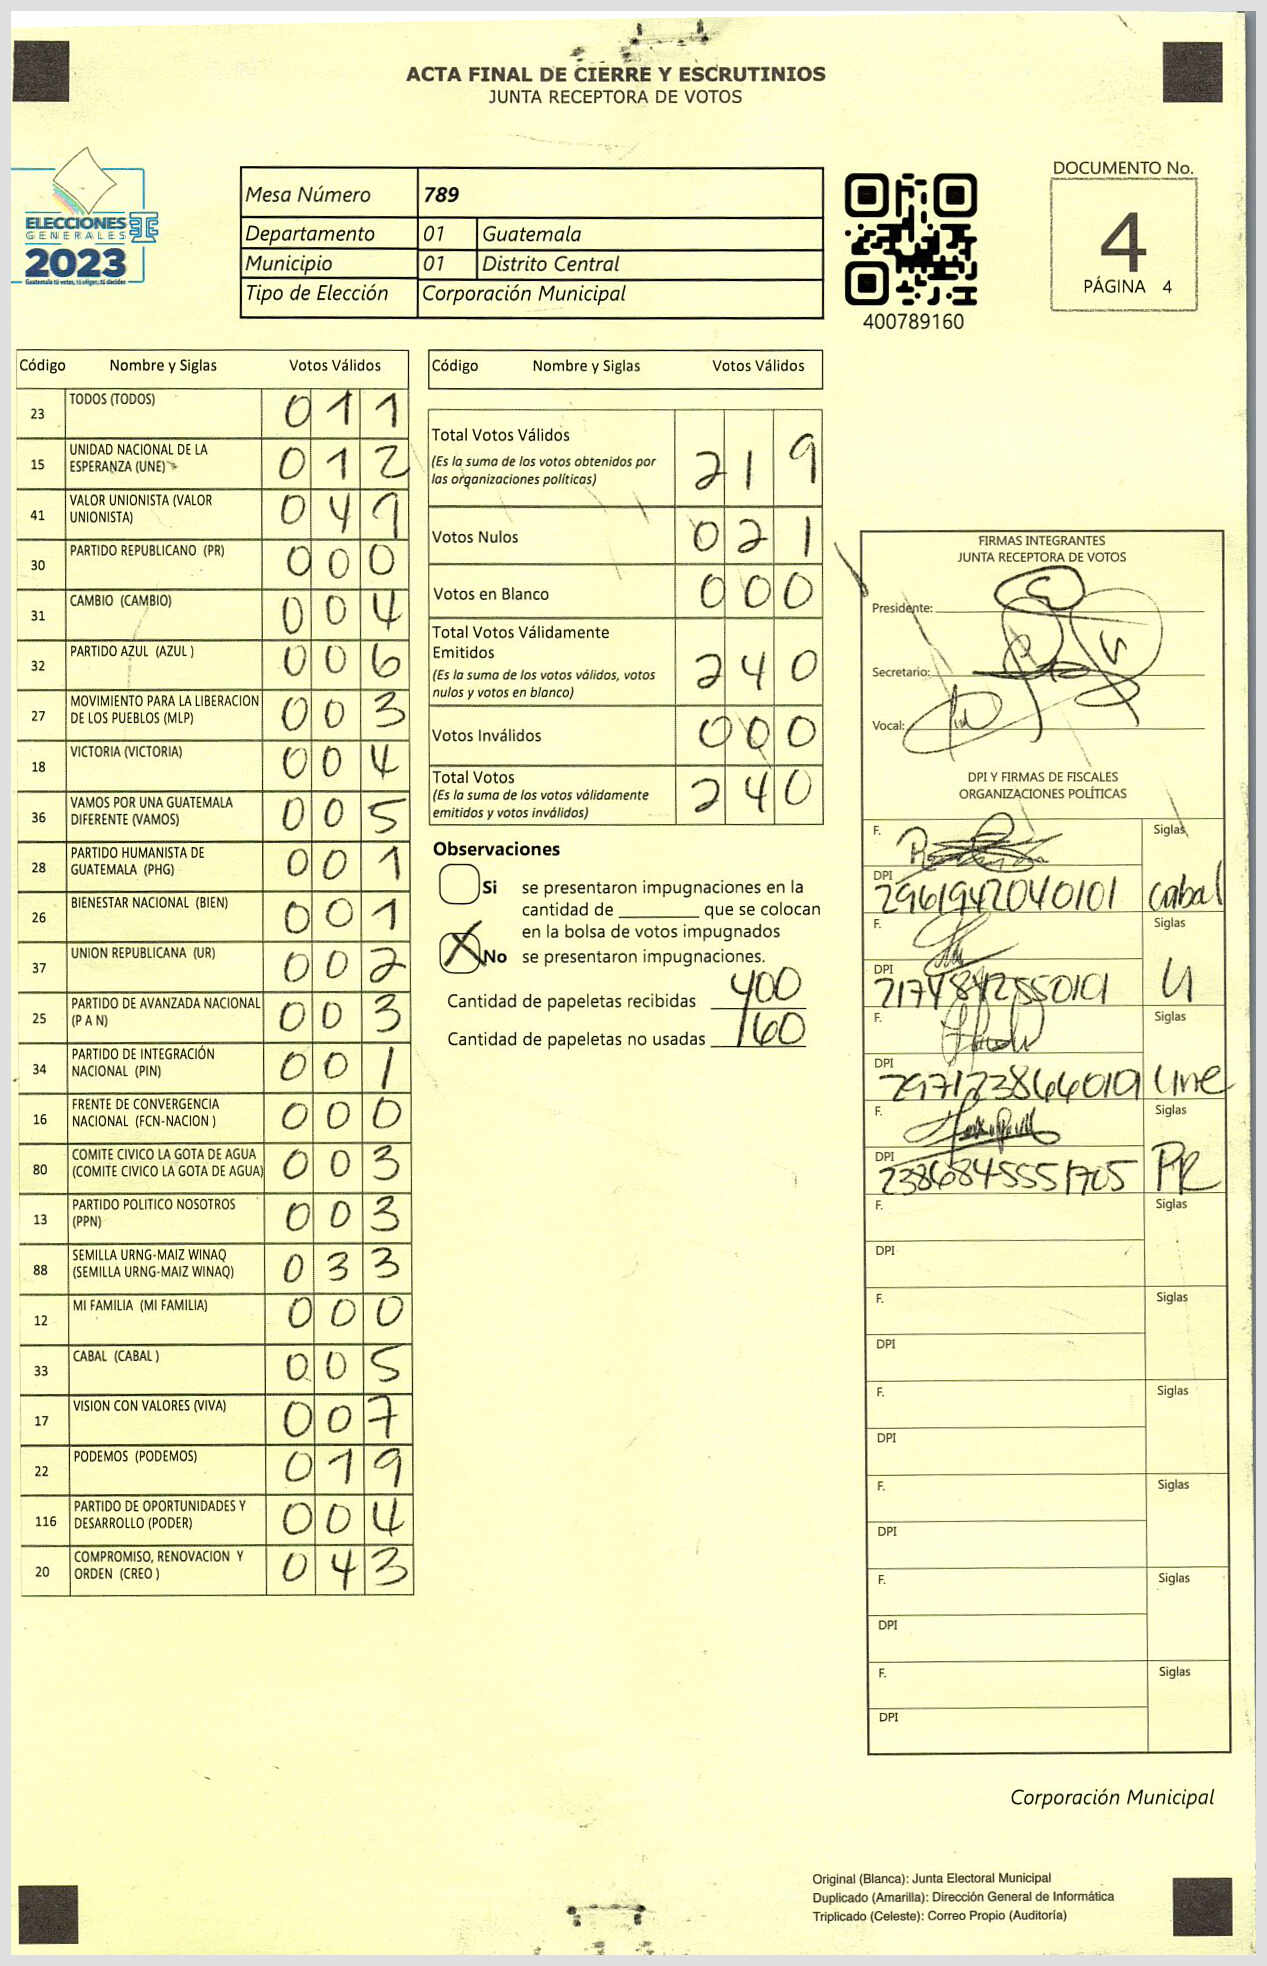 ACTA FINAL DE CIERRE Y ESCRUTINIOS
JUNTA RECEPTORA DE VOTOS
ELECCIONES
GENERALES
2023
Guatemala tú votas, tú eliges, tú decides
Mesa Número 789
Departamento 01 Guatemala
Municipio 01 Distrito Central
Tipo de Elección Corporación Municipal
400789160
DOCUMENTO No.
4
PÁGINA 4
Código Nombre y Siglas Votos Válidos
23 TODOS (TODOS) 0 1 1
15 UNIDAD NACIONAL DE LA
ESPERANZA (UNE) 0 1 2
41 VALOR UNIONISTA (VALOR
UNIONISTA) 0 4 9
30 PARTIDO REPUBLICANO (PR) 0 0 0
31 CAMBIO (CAMBIO) 0 0 4
32 PARTIDO AZUL (AZUL ) 0 0 6
27 MOVIMIENTO PARA LA LIBERACION
DE LOS PUEBLOS (MLP) 0 0 3
18 VICTORIA (VICTORIA) 0 0 4
36 VAMOS POR UNA GUATEMALA
DIFERENTE (VAMOS) 0 0 5
28 PARTIDO HUMANISTA DE
GUATEMALA (PHG) 0 0 1
26 BIENESTAR NACIONAL (BIEN) 0 0 1
37 UNION REPUBLICANA (UR) 0 0 2
25 PARTIDO DE AVANZADA NACIONAL
(P A N) 0 0 3
34 PARTIDO DE INTEGRACIÓN
NACIONAL (PIN) 0 0 1
16 FRENTE DE CONVERGENCIA
NACIONAL (FCN-NACION ) 0 0 0
80 COMITE CIVICO LA GOTA DE AGUA
(COMITE CIVICO LA GOTA DE AGUA) 0 0 3
13 PARTIDO POLITICO NOSOTROS
(PPN) 0 0 3
88 SEMILLA URNG-MAIZ WINAQ
(SEMILLA URNG-MAIZ WINAQ) 0 3 3
12 MI FAMILIA (MI FAMILIA) 0 0 0
33 CABAL (CABAL ) 0 0 5
17 VISION CON VALORES (VIVA) 0 0 7
22 PODEMOS (PODEMOS) 0 1 9
116 PARTIDO DE OPORTUNIDADES Y
DESARROLLO (PODER) 0 0 4
20 COMPROMISO, RENOVACION Y
ORDEN (CREO ) 0 4 3
Código Nombre y Siglas Votos Válidos
Total Votos Válidos 2 1 9
(Es la suma de los votos obtenidos por
las organizaciones políticas)
Votos Nulos 0 2 1
Votos en Blanco 0 0 0
Total Votos Válidamente
Emitidos 2 4 0
(Es la suma de los votos válidos, votos
nulos y votos en blanco)
Votos Inválidos 0 0 0
Total Votos 2 4 0
(Es la suma de los votos válidamente
emitidos y votos inválidos)
Observaciones
Si se presentaron impugnaciones en la
cantidad de ________ que se colocan
en la bolsa de votos impugnados
X No se presentaron impugnaciones.
Cantidad de papeletas recibidas 400
Cantidad de papeletas no usadas 160
FIRMAS INTEGRANTES
JUNTA RECEPTORA DE VOTOS
Presidente:
Secretario:
Vocal:
DPI Y FIRMAS DE FISCALES
ORGANIZACIONES POLÍTICAS
F. Siglas
DPI 2961942040101 Cabal
F. Siglas
DPI U
F. Siglas
DPI Une
F. Siglas
DPI 2386845551705 PR
F. Siglas
DPI
F. Siglas
DPI
F. Siglas
DPI
F. Siglas
DPI
F. Siglas
DPI
F. Siglas
DPI
Corporación Municipal
Original (Blanca): Junta Electoral Municipal
Duplicado (Amarilla): Dirección General de Informática
Triplicado (Celeste): Correo Propio (Auditoría)